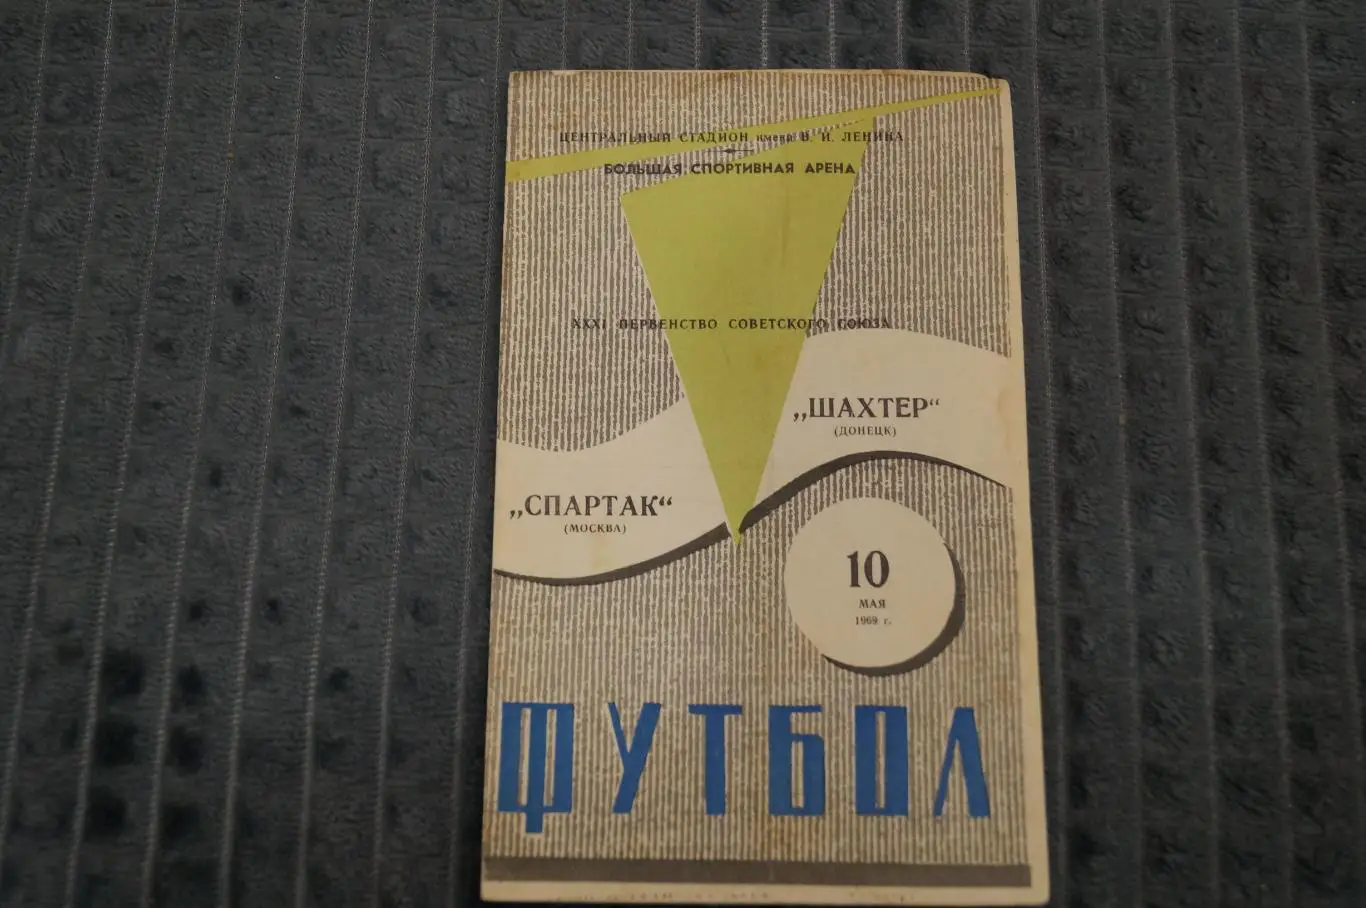 ЦЕНТРАЛЬНЫЙ СТАДИОН имени В. И. ЛЕНИНА
БОЛЬШАЯ СПОРТИВНАЯ АРЕНА
XXXI ПЕРВЕНСТВО СОВЕТСКОГО СОЮЗА
„ШАХТЕР“
(ДОНЕЦК)
„СПАРТАК“
(МОСКВА)
10
МАЯ
1969 г.
ФУТБОЛ